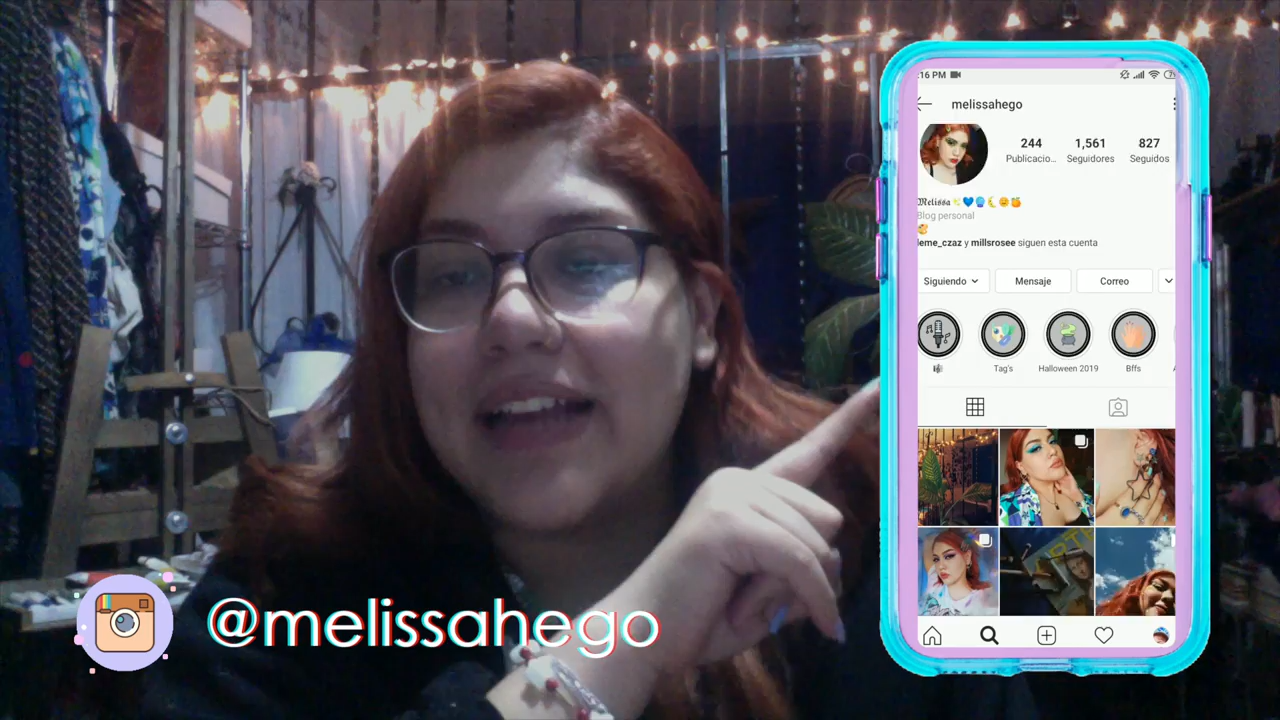 :16 PM
melissahego
244 1,561 827
Publicacio... Seguidores Seguidos
Melissa
Blog personal
leme_czaz y millsrosee siguen esta cuenta
Siguiendo Mensaje Correo
Tag's Halloween 2019 Bffs
@melissahego